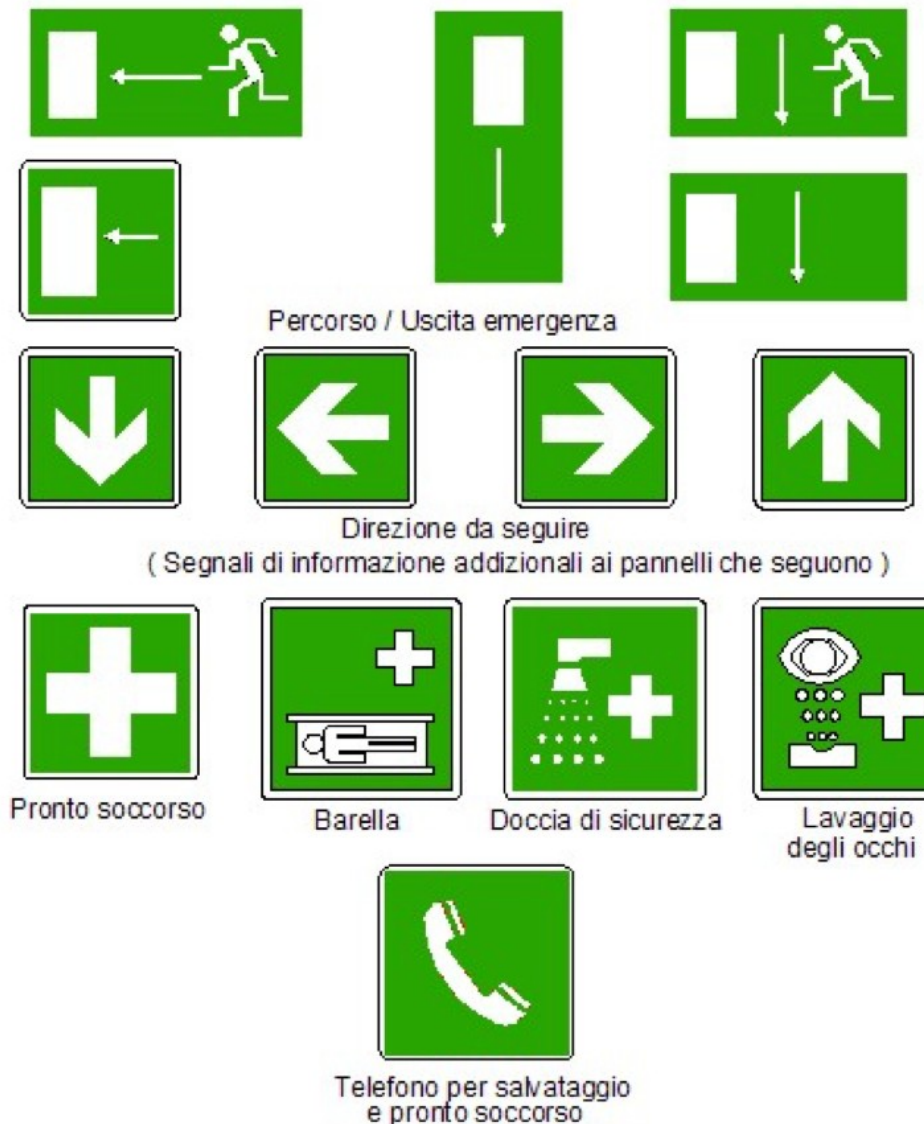 Percorso / Uscita emergenza
Direzione da seguire
( Segnali di informazione addizionali ai pannelli che seguono )
Pronto soccorso
Barella
Doccia di sicurezza
Lavaggio
degli occhi
Telefono per salvataggio
e pronto soccorso